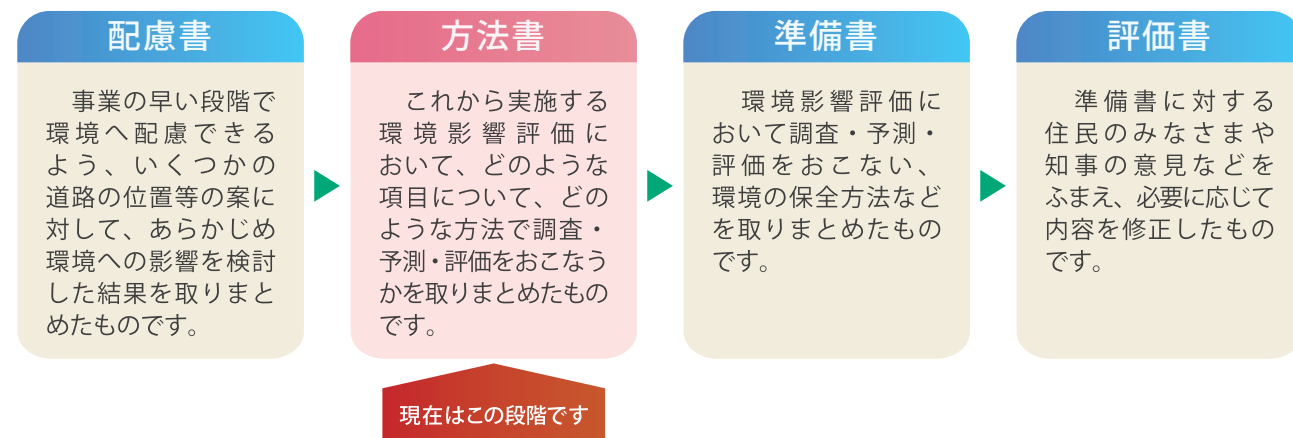 配慮書
事業の早い段階で
環境へ配慮できる
よう、いくつかの
道路の位置等の案に
対して、あらかじめ
環境への影響を検討
した結果を取りまと
めたものです。
方法書
これから実施する
環境影響評価に
おいて、どのような
項目について、どの
ような方法で調査・
予測・評価をおこなう
かを取りまとめたもの
です。
準備書
環境影響評価に
おいて調査・予測・
評価をおこない、
環境の保全方法など
を取りまとめたもの
です。
評価書
準備書に対する
住民のみなさまや
知事の意見などを
ふまえ、必要に応じて
内容を修正したもの
です。
現在はこの段階です